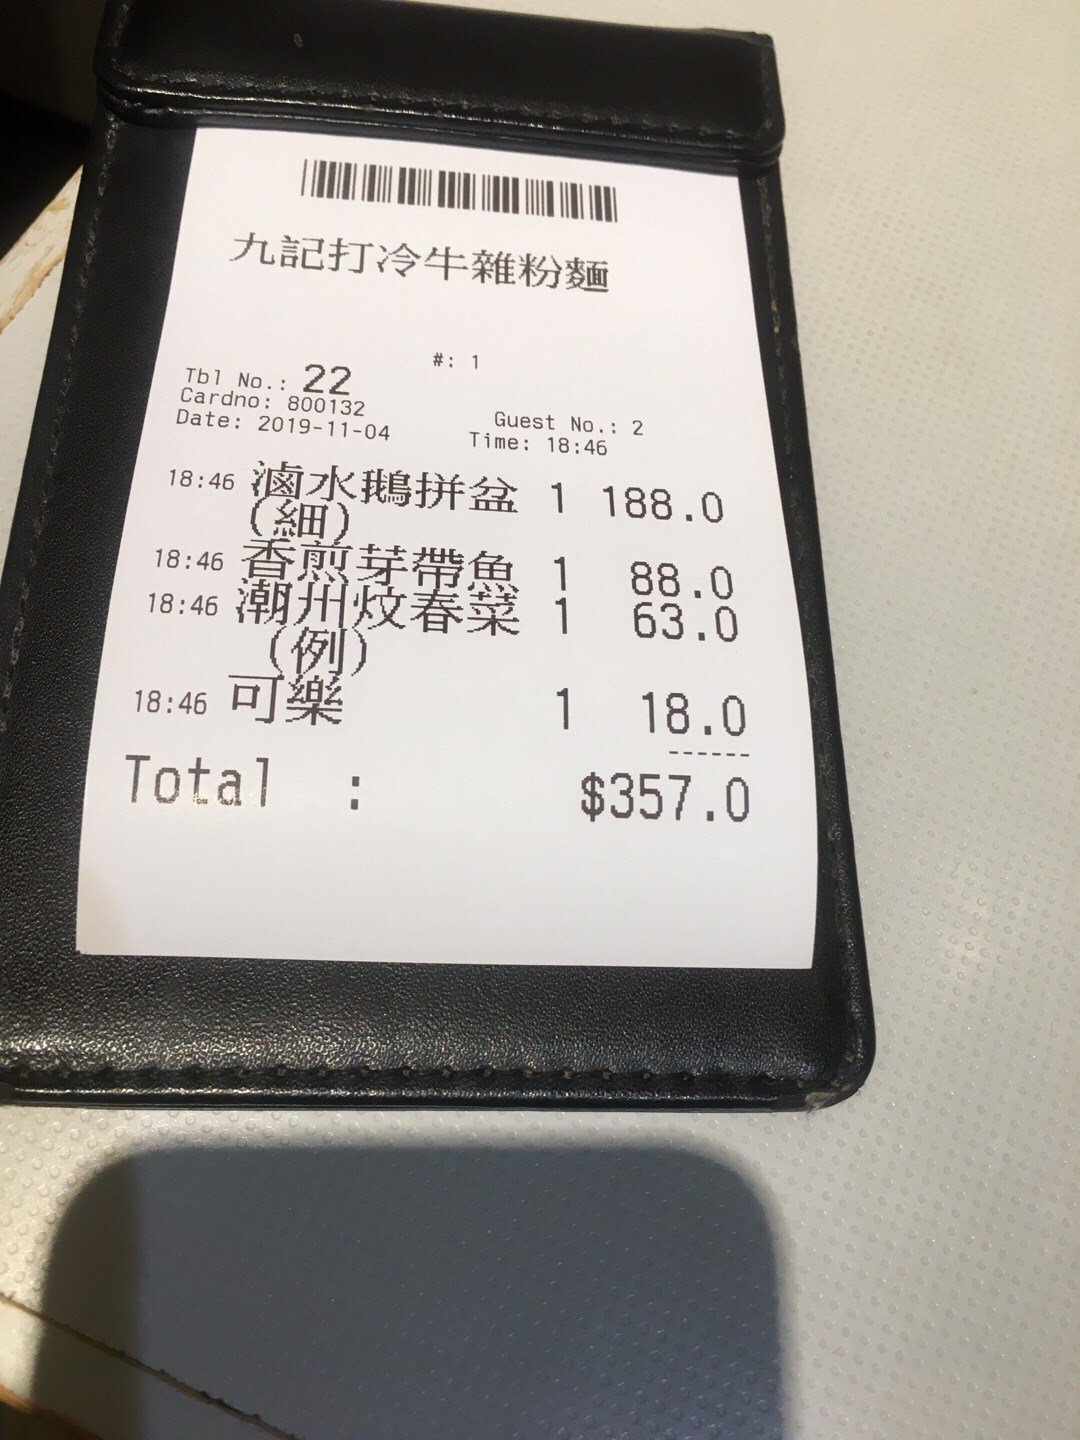 九記打冷牛雜粉麵
#: 1
Tbl No.: 22
Cardno: 800132 Guest No.: 2
Date: 2019-11-04 Time: 18:46
18:46 滷水鵝拼盆 1 188.0
(細)
18:46 香煎芽帶魚 1 88.0
18:46 潮州炆春菜 1 63.0
(例)
18:46 可樂 1 18.0
Total : $357.0